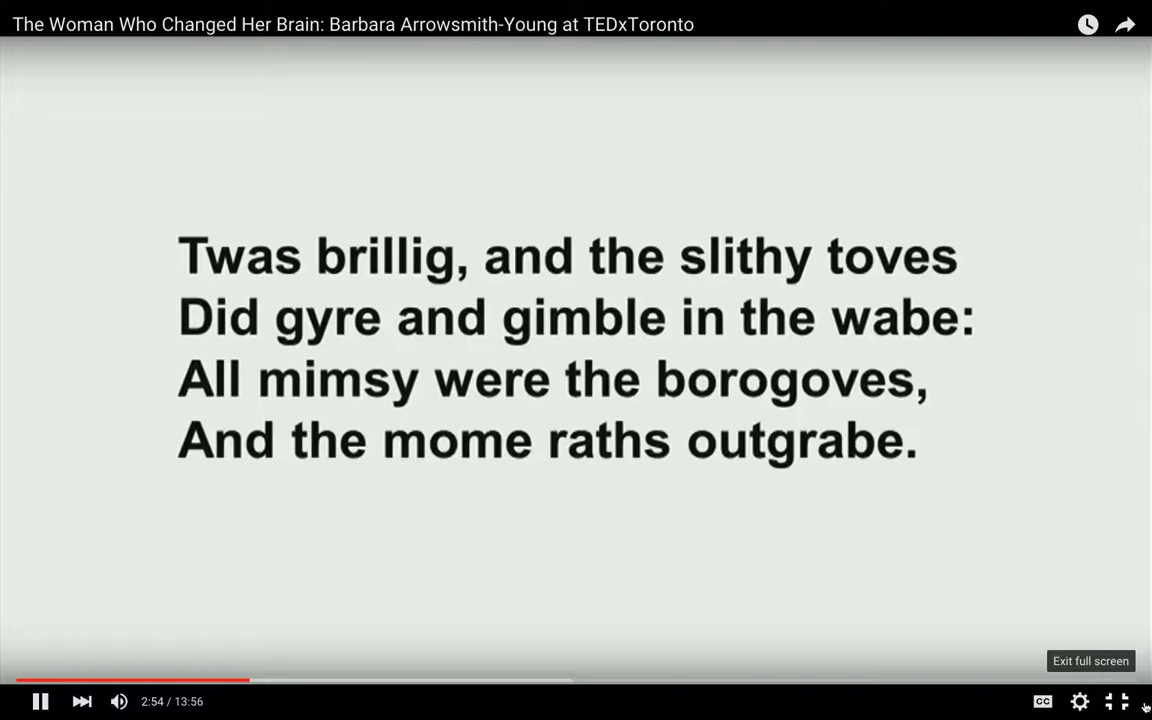 The Woman Who Changed Her Brain: Barbara Arrowsmith-Young at TEDxToronto
Twas brillig, and the slithy toves
Did gyre and gimble in the wabe:
All mimsy were the borogoves,
And the mome raths outgrabe.
Exit full screen
2:54 / 13:56
CC